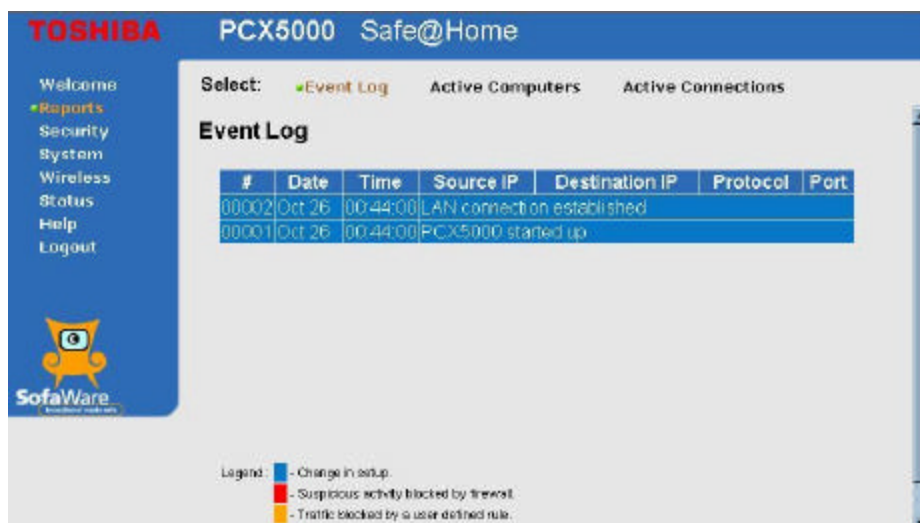 TOSHIBA PCX5000 Safe@Home
Welcome
Reports
Security
System
Wireless
Status
Help
Logout
SofaWare
Select: Event Log Active Computers Active Connections
Event Log
# Date Time Source IP Destination IP Protocol Port
00002 Oct 26 00:44:00 LAN connection established
00001 Oct 26 00:44:00 PCX5000 started up
Legend: - Change in setup.
- Suspicious activity blocked by firewall.
- Traffic blocked by a user defined rule.